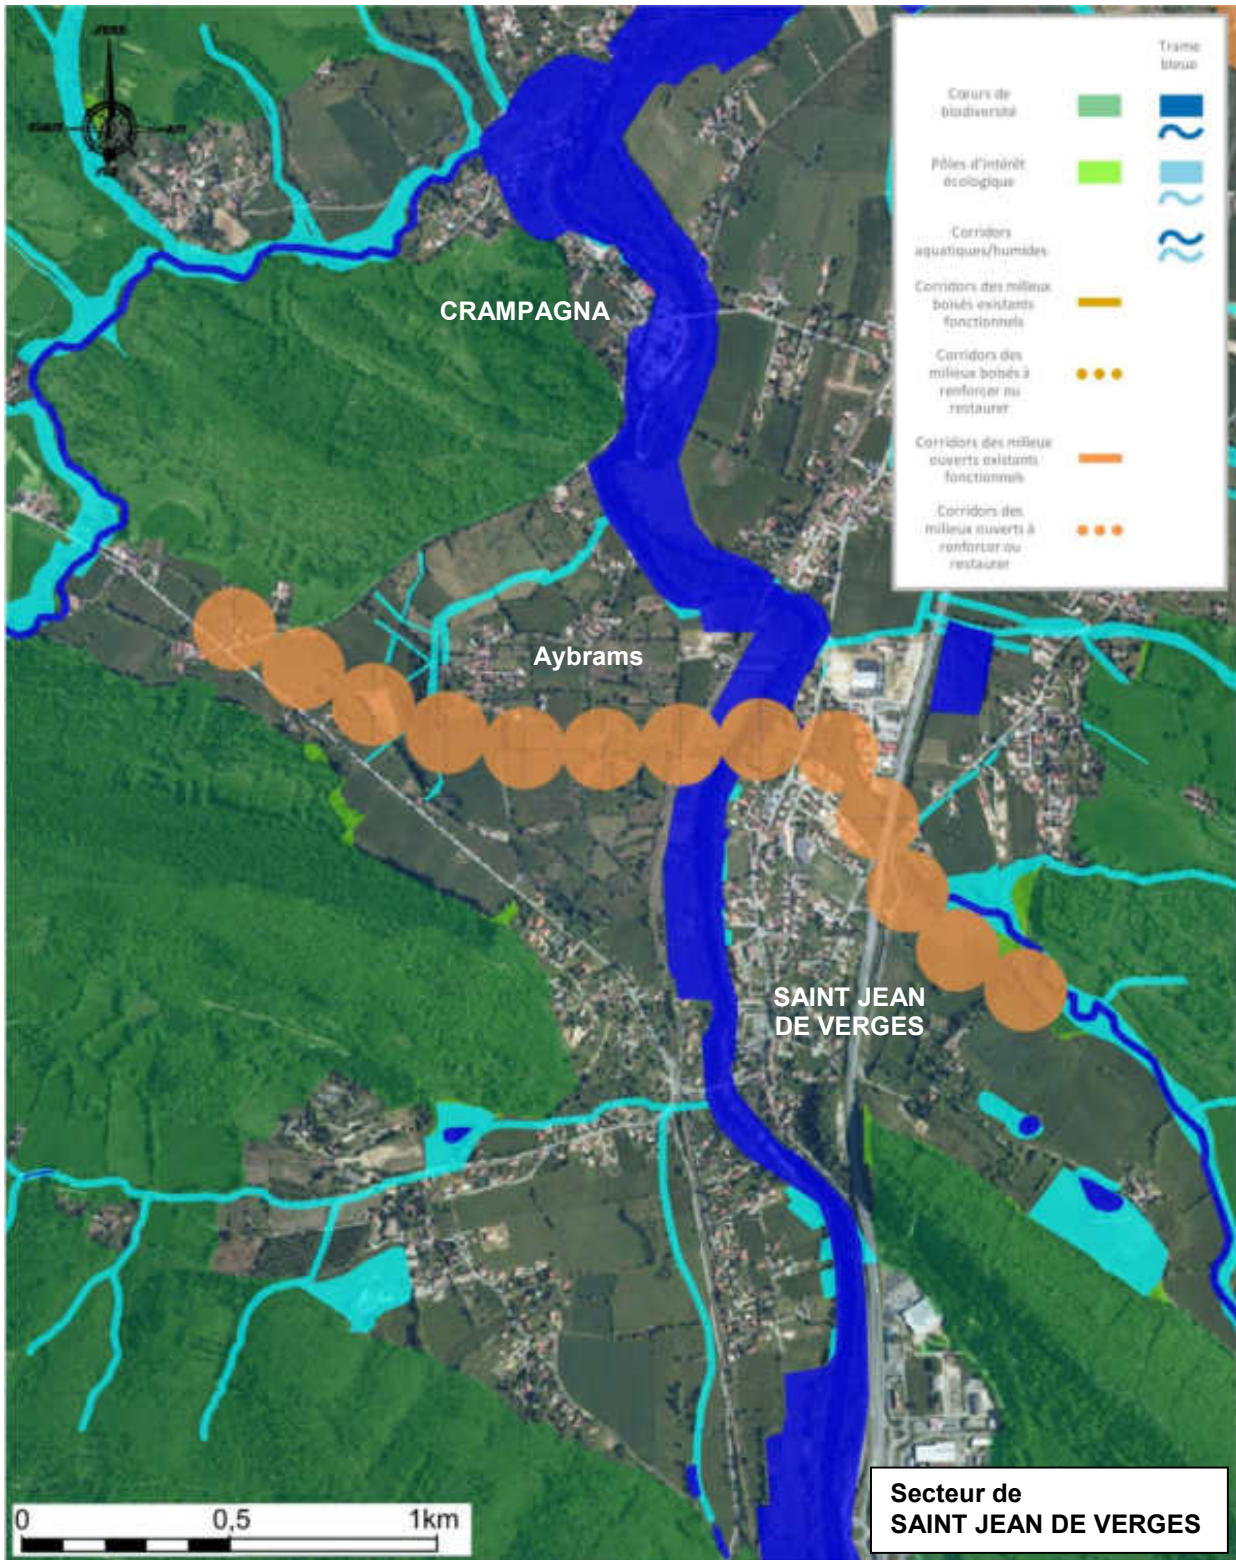 Trame
bleue
Cœurs de
biodiversité
Pôles d'intérêt
écologique
Corridors
aquatiques/humides
Corridors des milieux
boisés existants
fonctionnels
Corridors des
milieux boisés à
renforcer ou
restaurer
Corridors des milieux
ouverts existants
fonctionnels
Corridors des
milieux ouverts à
renforcer ou
restaurer
CRAMPAGNA
Aybrams
SAINT JEAN
DE VERGES
0 0,5 1km
Secteur de
SAINT JEAN DE VERGES